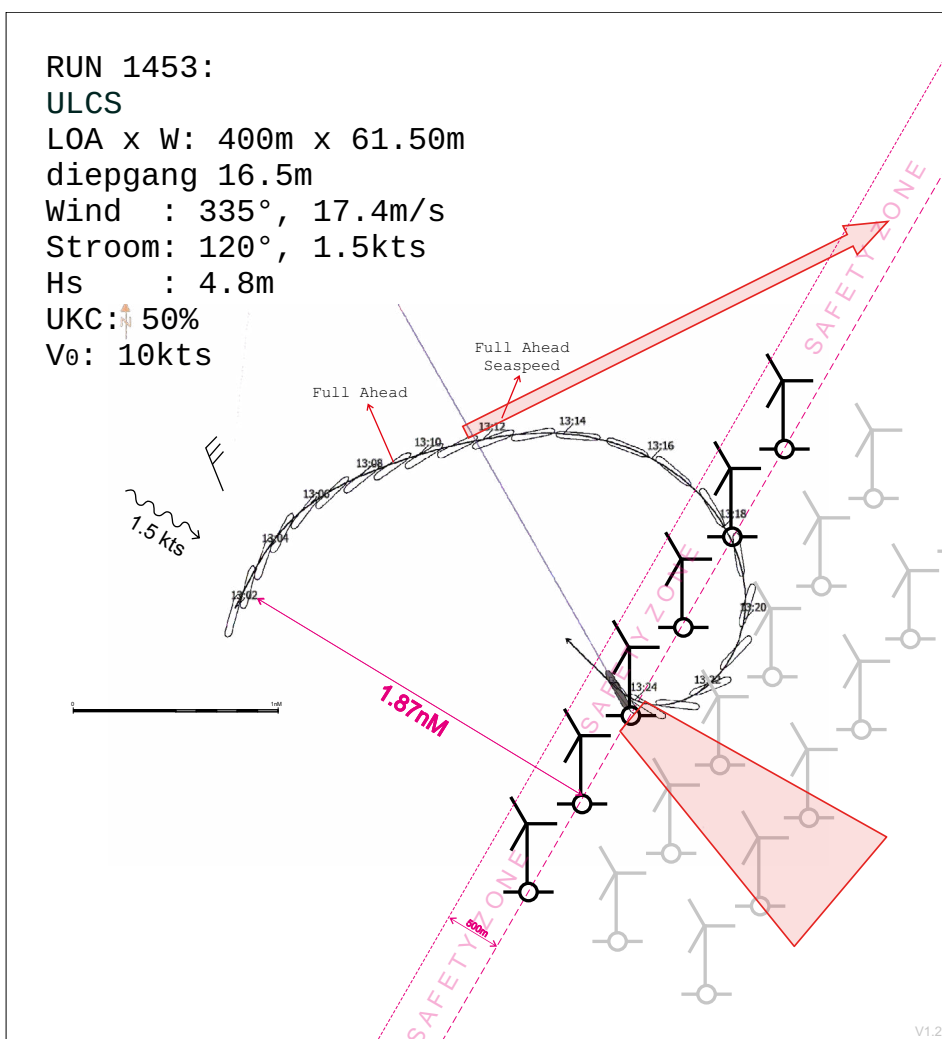 RUN 1453:
ULCS
LOA x W: 400m x 61.50m
diepgang 16.5m
Wind  : 335°, 17.4m/s
Stroom: 120°, 1.5kts
Hs    : 4.8m
UKC: 50%
N
V0: 10kts
SAFETY ZONE
Full Ahead
Seaspeed
Full Ahead
13:14
13:12
13:10
13:16
13:08
13:06
13:18
1.5 kts
13:04
13:02
SAFETY ZONE
13:20
13:22
13:24
0
1nM
1.87nM
500m
SAFETY ZONE
V1.2